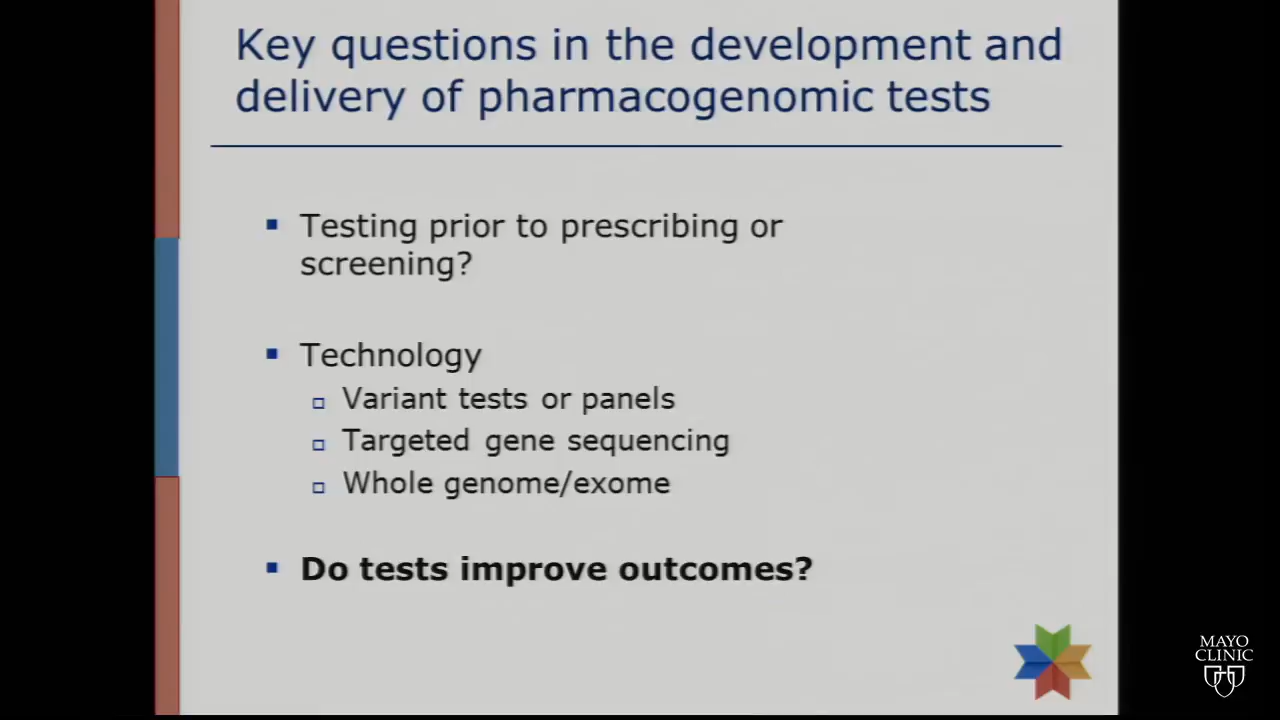 Key questions in the development and
delivery of pharmacogenomic tests
Testing prior to prescribing or
screening?
Technology
Variant tests or panels
Targeted gene sequencing
Whole genome/exome
Do tests improve outcomes?
MAYO
CLINIC